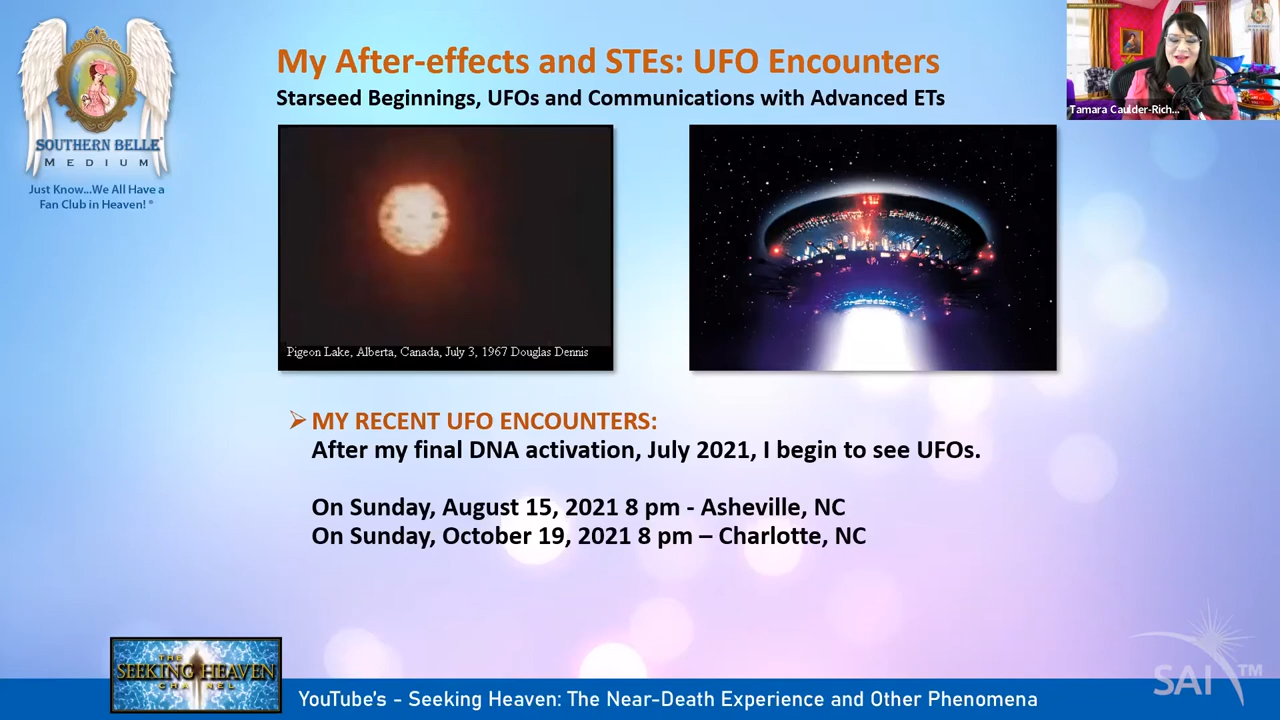 My After-effects and STEs: UFO Encounters
Starseed Beginnings, UFOs and Communications with Advanced ETs
Tamara Caulder-Rich...
SOUTHERN BELLE®
MEDIUM
Just Know...We All Have a
Fan Club in Heaven! ®
Pigeon Lake, Alberta, Canada, July 3, 1967 Douglas Dennis
MY RECENT UFO ENCOUNTERS:
After my final DNA activation, July 2021, I begin to see UFOs.
On Sunday, August 15, 2021 8 pm - Asheville, NC
On Sunday, October 19, 2021 8 pm – Charlotte, NC
THE
SEEKING HEAVEN
CHANNEL
YouTube's - Seeking Heaven: The Near-Death Experience and Other Phenomena
SAI™